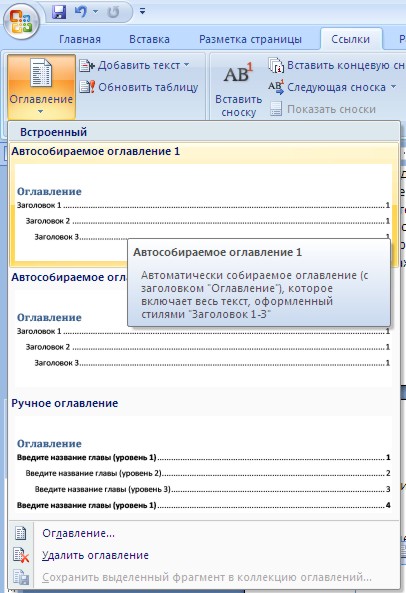 Главная Вставка Разметка страницы Ссылки Р
Оглавление
Добавить текст
Обновить таблицу
AB¹
Вставить сноску
Вставить концевую сн
AB Следующая сноска
Показать сноски
Встроенный
Автособираемое оглавление 1
Оглавление
Заголовок 1 1
Заголовок 2 1
Заголовок 3 1
Автособираемое оглавление 1
Автоматически собираемое оглавление (с
заголовком "Оглавление"), которое
включает весь текст, оформленный
стилями "Заголовок 1-3"
Автособираемое огла
Оглавление
Заголовок 1 1
Заголовок 2 1
Заголовок 3 1
Ручное оглавление
Оглавление
Введите название главы (уровень 1) 1
Введите название главы (уровень 2) 2
Введите название главы (уровень 3) 3
Введите название главы (уровень 1) 4
Оглавление...
Удалить оглавление
Сохранить выделенный фрагмент в коллекцию оглавлений...